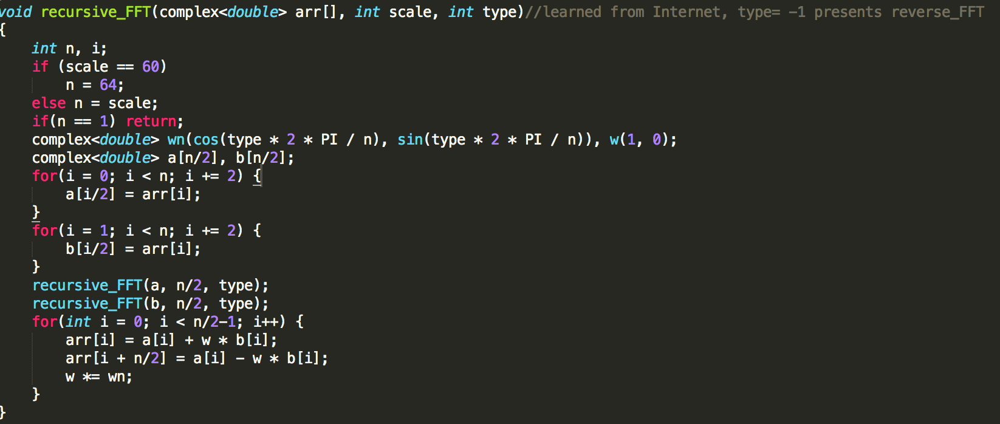 void recursive_FFT(complex<double> arr[], int scale, int type)//learned from Internet, type= -1 presents reverse_FFT
{
    int n, i;
    if (scale == 60)
        n = 64;
    else n = scale;
    if(n == 1) return;
    complex<double> wn(cos(type * 2 * PI / n), sin(type * 2 * PI / n)), w(1, 0);
    complex<double> a[n/2], b[n/2];
    for(i = 0; i < n; i += 2) {
        a[i/2] = arr[i];
    }
    for(i = 1; i < n; i += 2) {
        b[i/2] = arr[i];
    }
    recursive_FFT(a, n/2, type);
    recursive_FFT(b, n/2, type);
    for(int i = 0; i < n/2-1; i++) {
        arr[i] = a[i] + w * b[i];
        arr[i + n/2] = a[i] - w * b[i];
        w *= wn;
    }
}